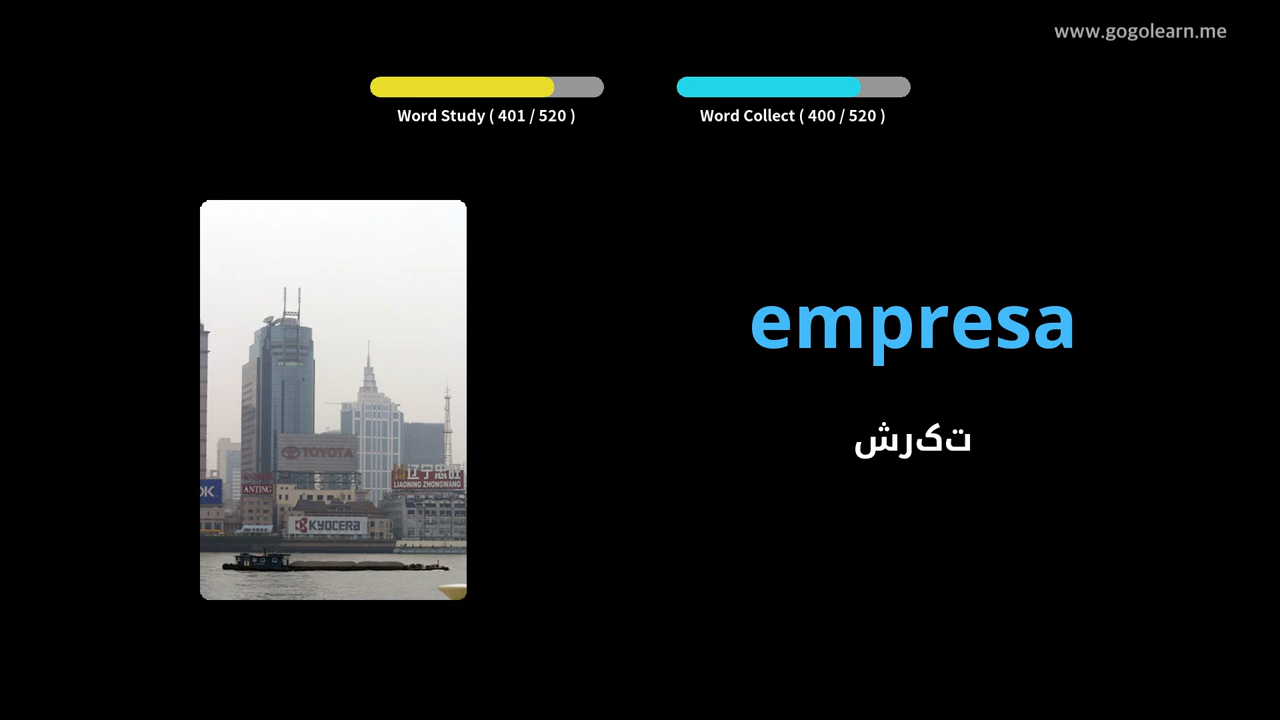 www.gogolearn.me
Word Study ( 401 / 520 )
Word Collect ( 400 / 520 )
empresa
تکرش
TOYOTA
辽宁忠旺
LIAONING ZHONGWANG
ANTING
KYOCERA